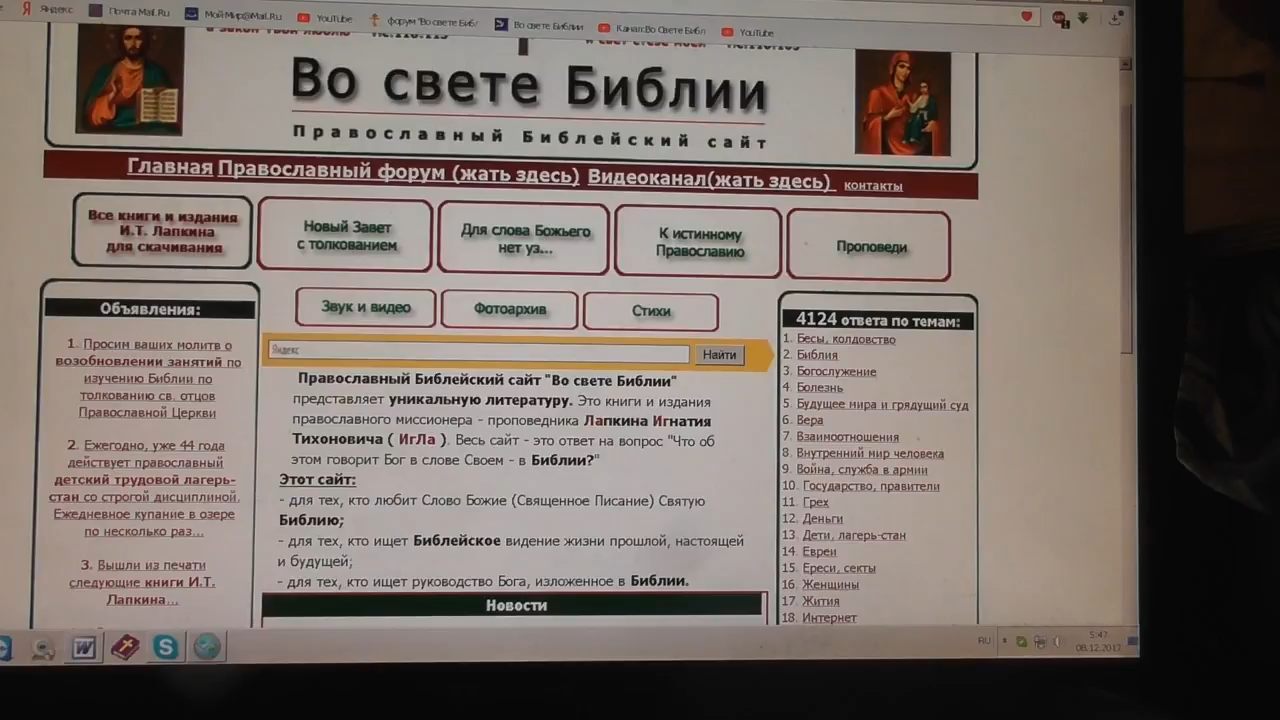 Яндекс Почта Mail.Ru Мой Мир@Mail.Ru YouTube форум "Во свете Библ Во свете Библии Канал:Во Свете Библ YouTube
Во свете Библии
Православный Библейский сайт
Главная Православный форум (жать здесь) Видеоканал(жать здесь) контакты
Все книги и издания
И.Т. Лапкина
для скачивания
Новый Завет
с толкованием
Для слова Божьего
нет уз...
К истинному
Православию
Проповеди
Звук и видео
Фотоархив
Стихи
Объявления:
1. Просим ваших молитв о
возобновлении занятий по
изучению Библии по
толкованию св. отцов
Православной Церкви
2. Ежегодно, уже 44 года
действует православный
детский трудовой лагерь-
стан со строгой дисциплиной.
Ежедневное купание в озере
по несколько раз...
3. Вышли из печати
следующие книги И.Т.
Лапкина...
Яндекс
Найти
Православный Библейский сайт "Во свете Библии"
представляет уникальную литературу. Это книги и издания
православного миссионера - проповедника Лапкина Игнатия
Тихоновича ( ИгЛа ). Весь сайт - это ответ на вопрос "Что об
этом говорит Бог в слове Своем - в Библии?"
Этот сайт:
- для тех, кто любит Слово Божие (Священное Писание) Святую
Библию;
- для тех, кто ищет Библейское видение жизни прошлой, настоящей
и будущей;
- для тех, кто ищет руководство Бога, изложенное в Библии.
Новости
4124 ответа по темам:
1. Бесы, колдовство
2. Библия
3. Богослужение
4. Болезнь
5. Будущее мира и грядущий суд
6. Вера
7. Взаимоотношения
8. Внутренний мир человека
9. Война, служба в армии
10. Государство, правители
11. Грех
12. Деньги
13. Дети, лагерь-стан
14. Евреи
15. Ереси, секты
16. Женщины
17. Жития
18. Интернет
RU
5:47
08.12.2017